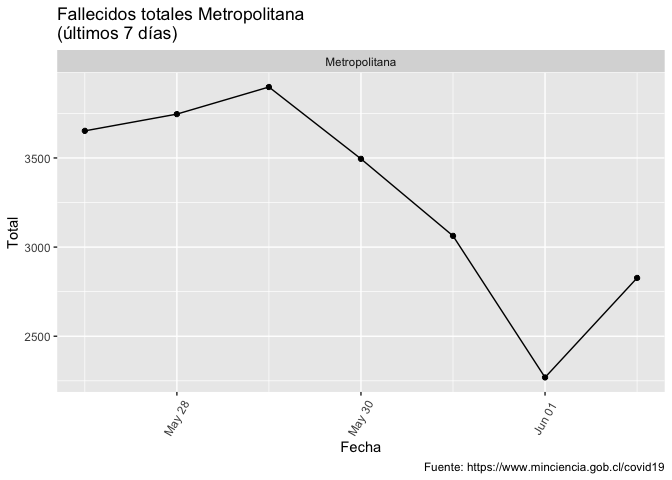 Fallecidos totales Metropolitana
(últimos 7 días)
Metropolitana
Total
3500
3000
2500
May 28
May 30
Jun 01
Fecha
Fuente: https://www.minciencia.gob.cl/covid19